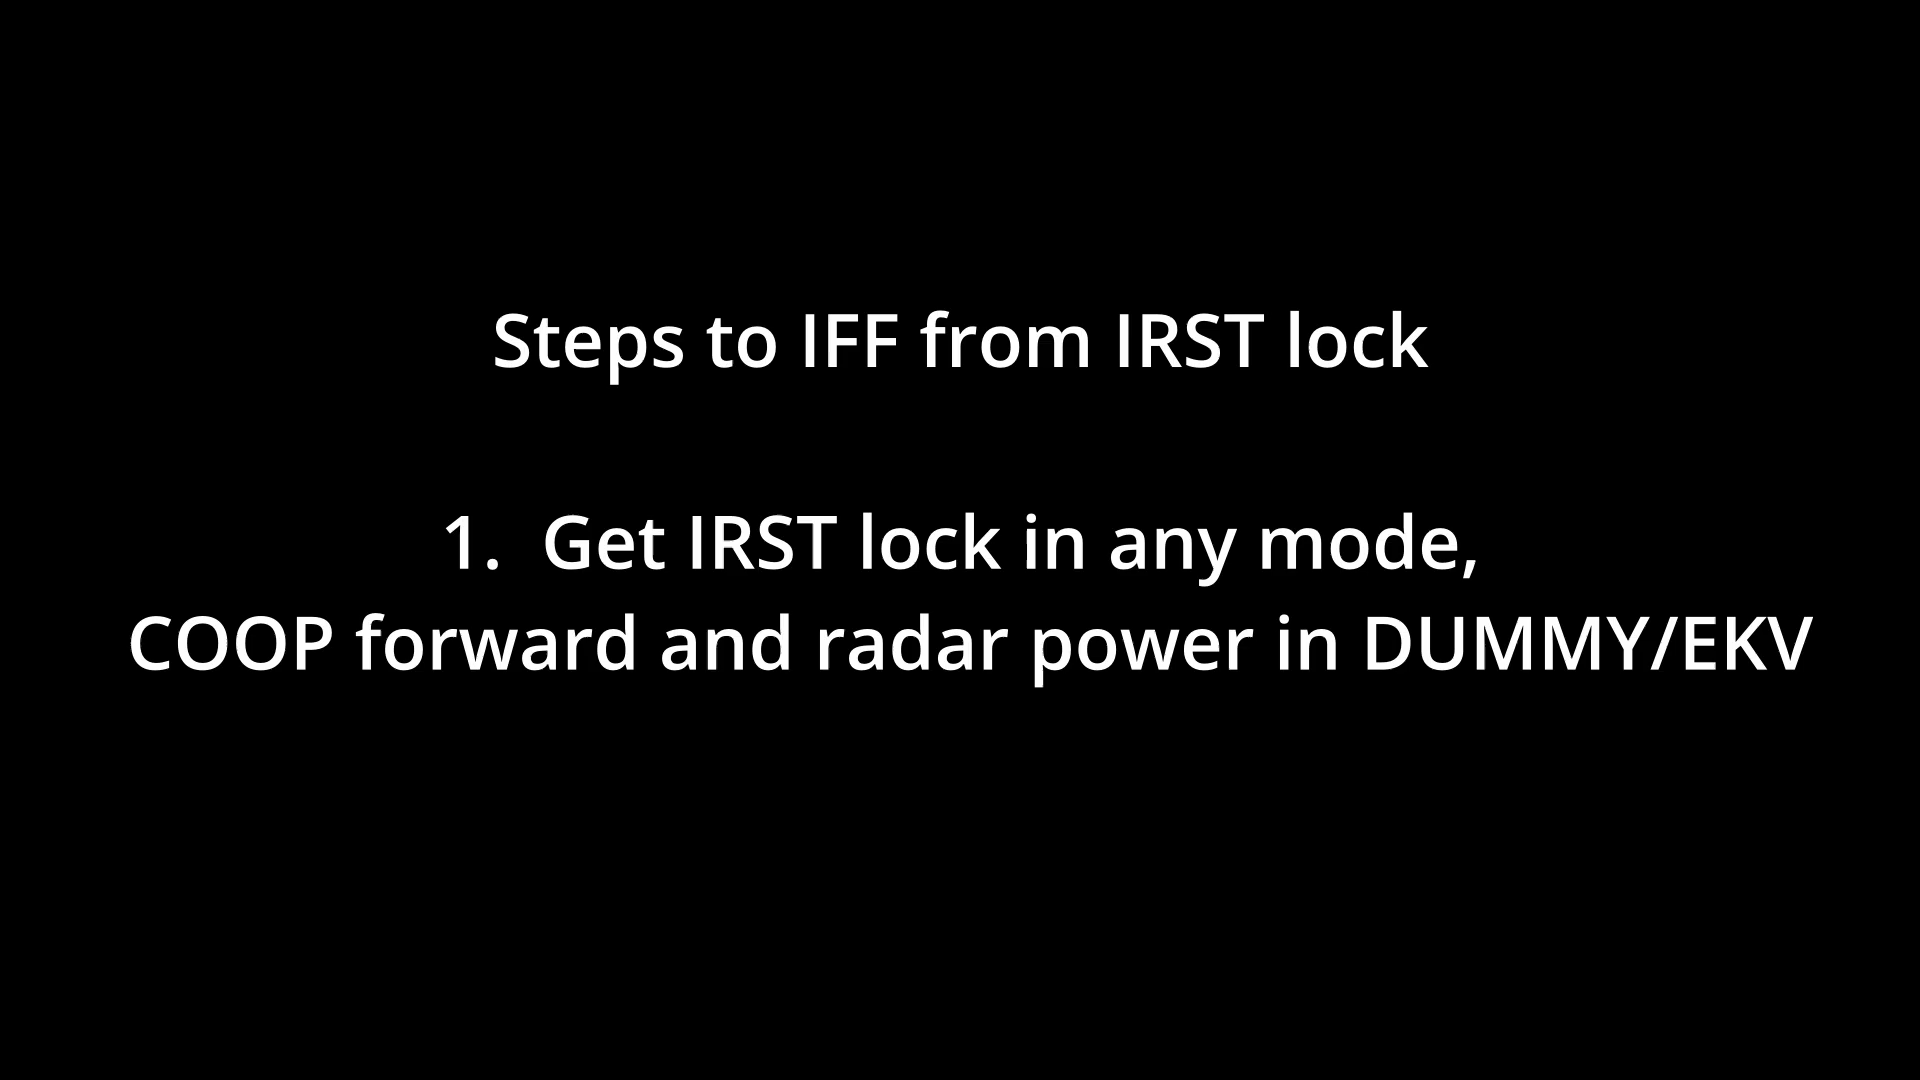 Steps to IFF from IRST lock
1. Get IRST lock in any mode,
COOP forward and radar power in DUMMY/EKV